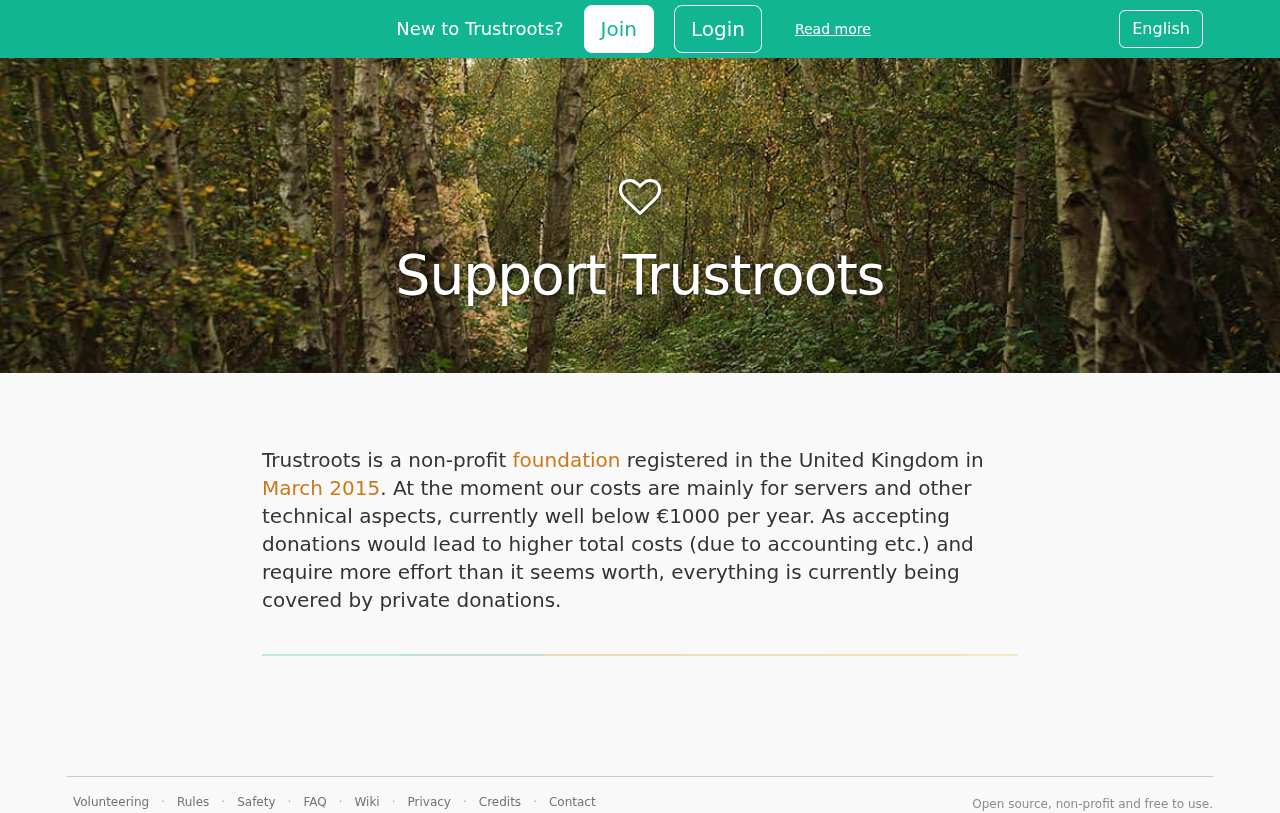 New to Trustroots? Join Login Read more English
Support Trustroots
Trustroots is a non-profit foundation registered in the United Kingdom in
March 2015. At the moment our costs are mainly for servers and other
technical aspects, currently well below €1000 per year. As accepting
donations would lead to higher total costs (due to accounting etc.) and
require more effort than it seems worth, everything is currently being
covered by private donations.
Volunteering · Rules · Safety · FAQ · Wiki · Privacy · Credits · Contact
Open source, non-profit and free to use.